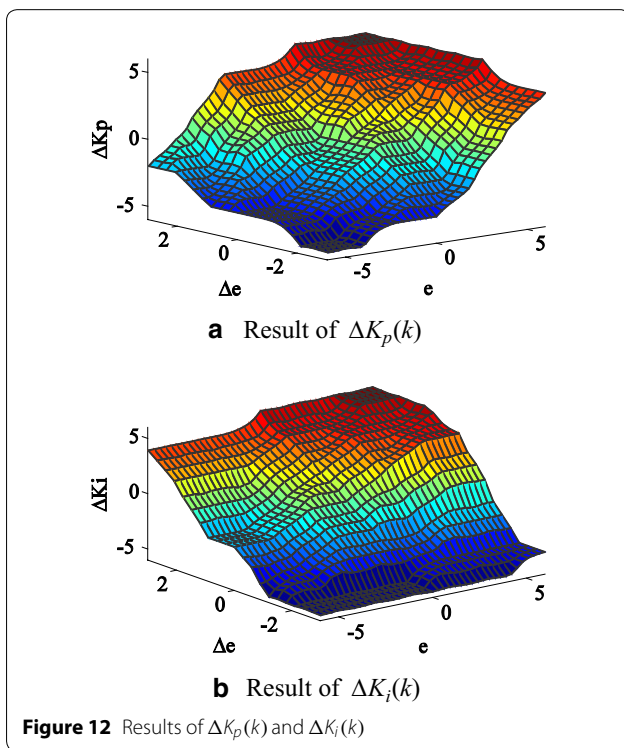 5
0
-5
ΔKp
2
0
-2
Δe
-5
0
5
e
a Result of ΔK_p(k)
5
0
-5
ΔKi
2
0
-2
Δe
-5
0
5
e
b Result of ΔK_i(k)
Figure 12 Results of ΔK_p(k) and ΔK_i(k)